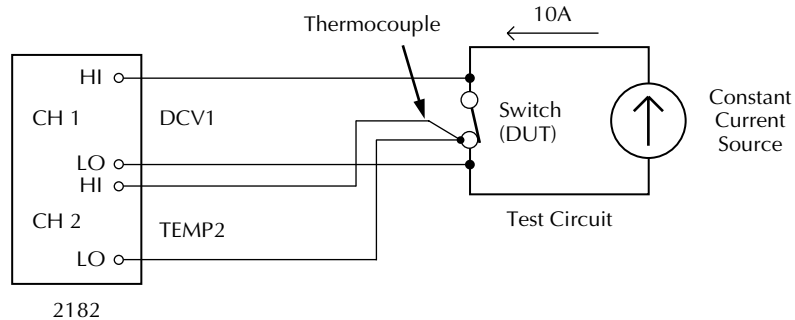 10A
Thermocouple
HI
CH 1
DCV1
Switch
(DUT)
Constant
Current
Source
LO
HI
CH 2
TEMP2
Test Circuit
LO
2182